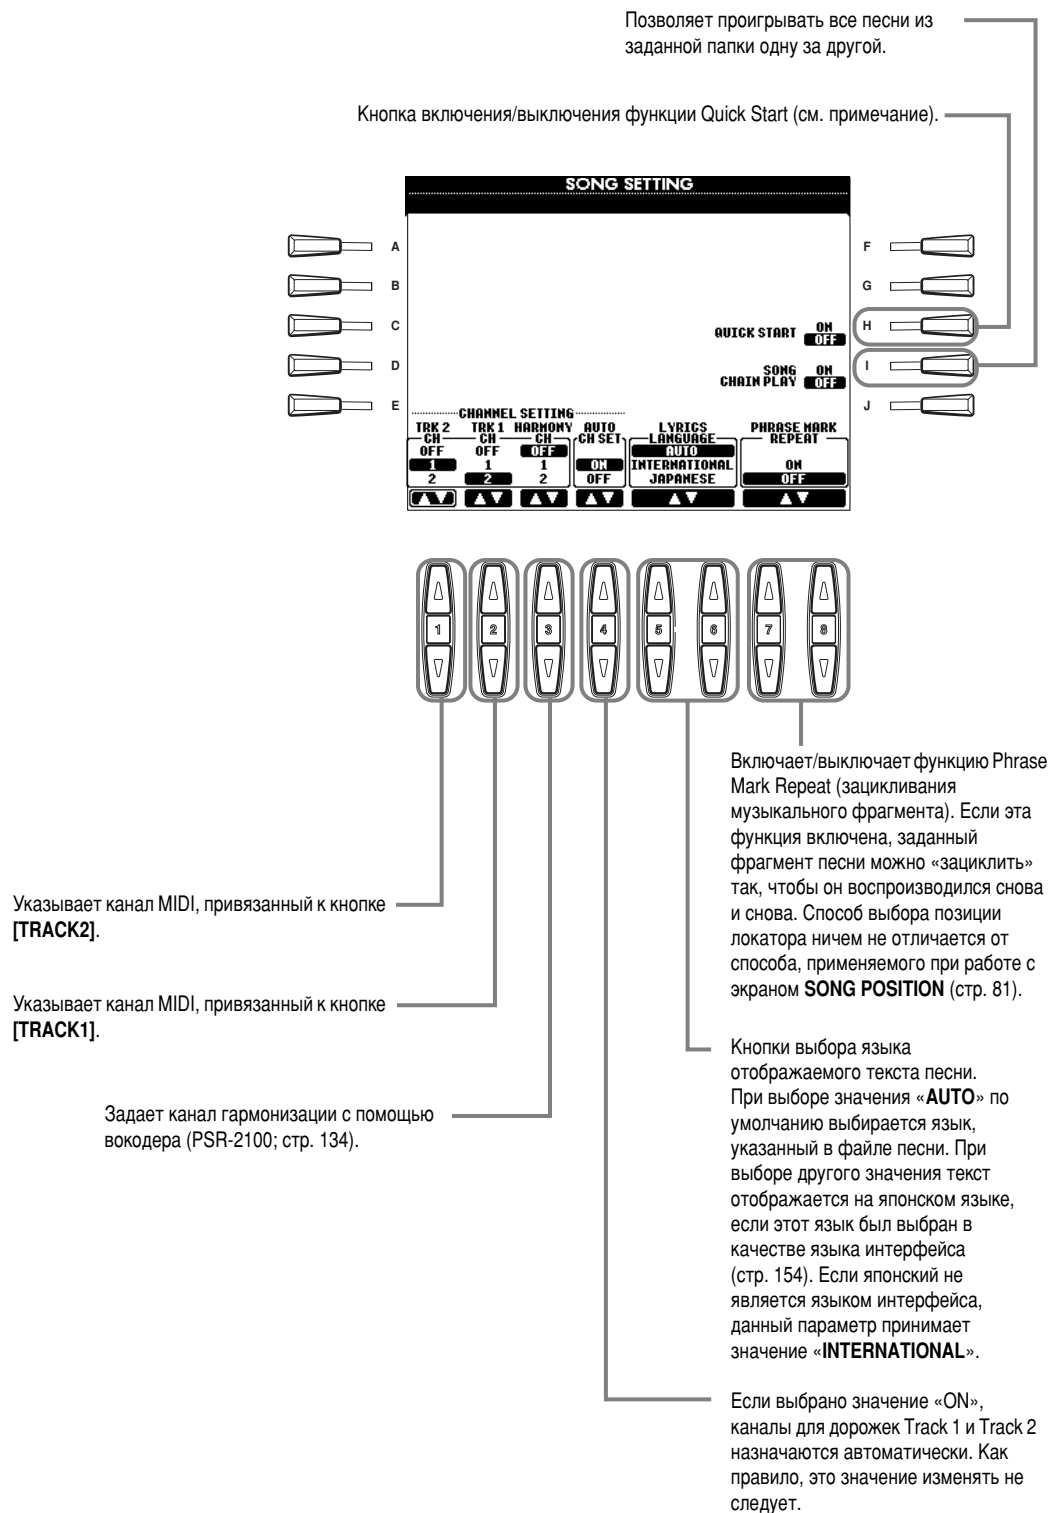 Позволяет проигрывать все песни из
заданной папки одну за другой.
Кнопка включения/выключения функции Quick Start (см. примечание).
SONG SETTING
A
B
C
D
E
F
G
H
I
J
QUICK START ON
OFF
SONG ON
CHAIN PLAY OFF
CHANNEL SETTING
TRK 2 TRK 1 HARMONY AUTO LYRICS PHRASE MARK
CH CH CH CH SET LANGUAGE REPEAT
OFF OFF OFF AUTO
1 1 1 ON INTERNATIONAL ON
2 2 2 OFF JAPANESE OFF
1 2 3 4 5 6 7 8
Включает/выключает функцию Phrase
Mark Repeat (зацикливания
музыкального фрагмента). Если эта
функция включена, заданный
фрагмент песни можно «зациклить»
так, чтобы он воспроизводился снова
и снова. Способ выбора позиции
локатора ничем не отличается от
способа, применяемого при работе с
экраном SONG POSITION (стр. 81).
Указывает канал MIDI, привязанный к кнопке
[TRACK2].
Указывает канал MIDI, привязанный к кнопке
[TRACK1].
Задает канал гармонизации с помощью
вокодера (PSR-2100; стр. 134).
Кнопки выбора языка
отображаемого текста песни.
При выборе значения «AUTO» по
умолчанию выбирается язык,
указанный в файле песни. При
выборе другого значения текст
отображается на японском языке,
если этот язык был выбран в
качестве языка интерфейса
(стр. 154). Если японский не
является языком интерфейса,
данный параметр принимает
значение «INTERNATIONAL».
Если выбрано значение «ON»,
каналы для дорожек Track 1 и Track 2
назначаются автоматически. Как
правило, это значение изменять не
следует.